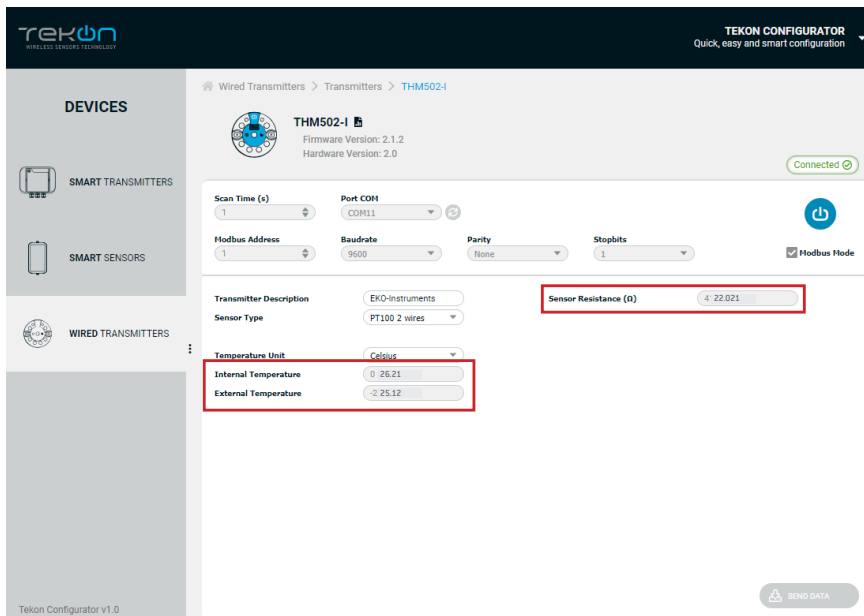 TEKON
WIRELESS SENSORS TECHNOLOGY
TEKON CONFIGURATOR
Quick, easy and smart configuration
DEVICES
SMART TRANSMITTERS
SMART SENSORS
WIRED TRANSMITTERS
Tekon Configurator v1.0
Wired Transmitters > Transmitters > THM502-I
THM502-I
Firmware Version: 2.1.2
Hardware Version: 2.0
Connected
Scan Time (s)
1
Port COM
COM11
Modbus Address
1
Baudrate
9600
Parity
None
Stopbits
1
Modbus Mode
Transmitter Description
EKO-Instruments
Sensor Type
PT100 2 wires
Sensor Resistance (Ω)
22.021
Temperature Unit
Celsius
Internal Temperature
26.21
External Temperature
25.12
SEND DATA